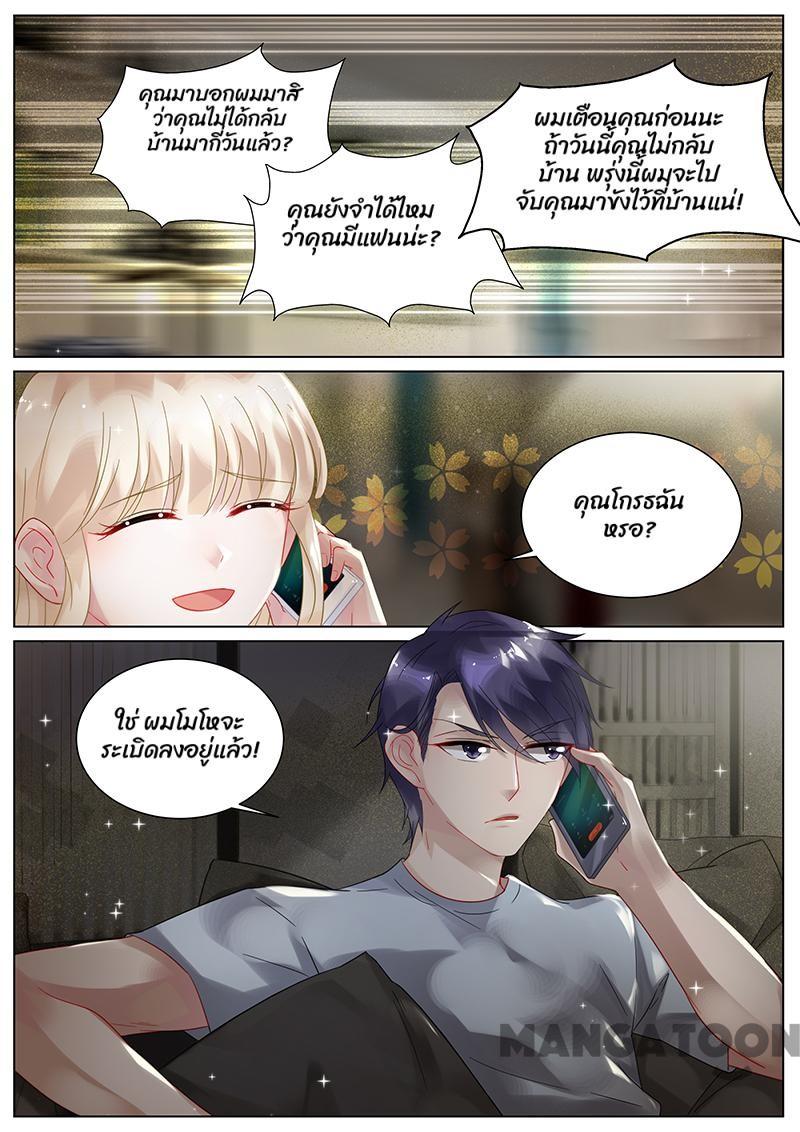 คุณมาบอกผมมาสิ
ว่าคุณไม่ได้กลับ
บ้านมากี่วันแล้ว?
คุณยังจำได้ไหม
ว่าคุณมีแฟนน่ะ?
ผมเตือนคุณก่อนนะ
ถ้าวันนี้คุณไม่กลับ
บ้าน พรุ่งนี้ผมจะไป
จับคุณมาขังไว้ที่บ้านแน่!
คุณโกรธฉัน
หรอ?
ใช่ ผมโมโหจะ
ระเบิดลงอยู่แล้ว!
MANGATOON